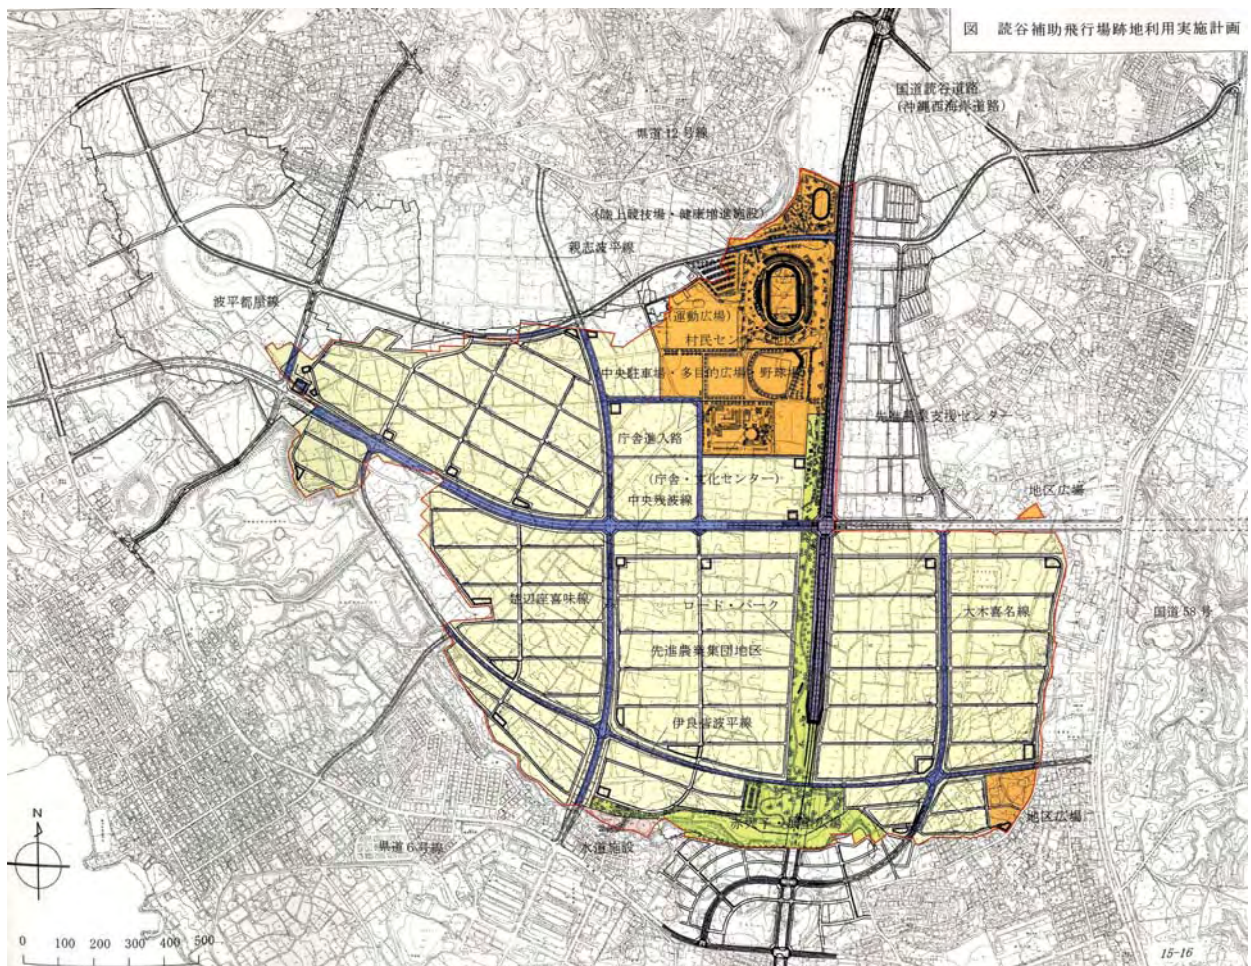 図 読谷補助飛行場跡地利用実施計画
国道読谷道路
(沖縄西海岸道路)
県道12号線
(陸上競技場・健康増進施設)
親志波平線
波平都屋線
(運動広場)
村民センター地区
中央駐車場・多目的広場・野球場
先進農業支援センター
庁舎進入路
(庁舎・文化センター)
中央残波線
地区広場
楚辺座喜味線
ロード・パーク
大木喜名線
国道58号
先進農業集団地区
伊良皆波平線
地区広場
県道6号線
水道施設
N
0 100 200 300 400 500
15-16